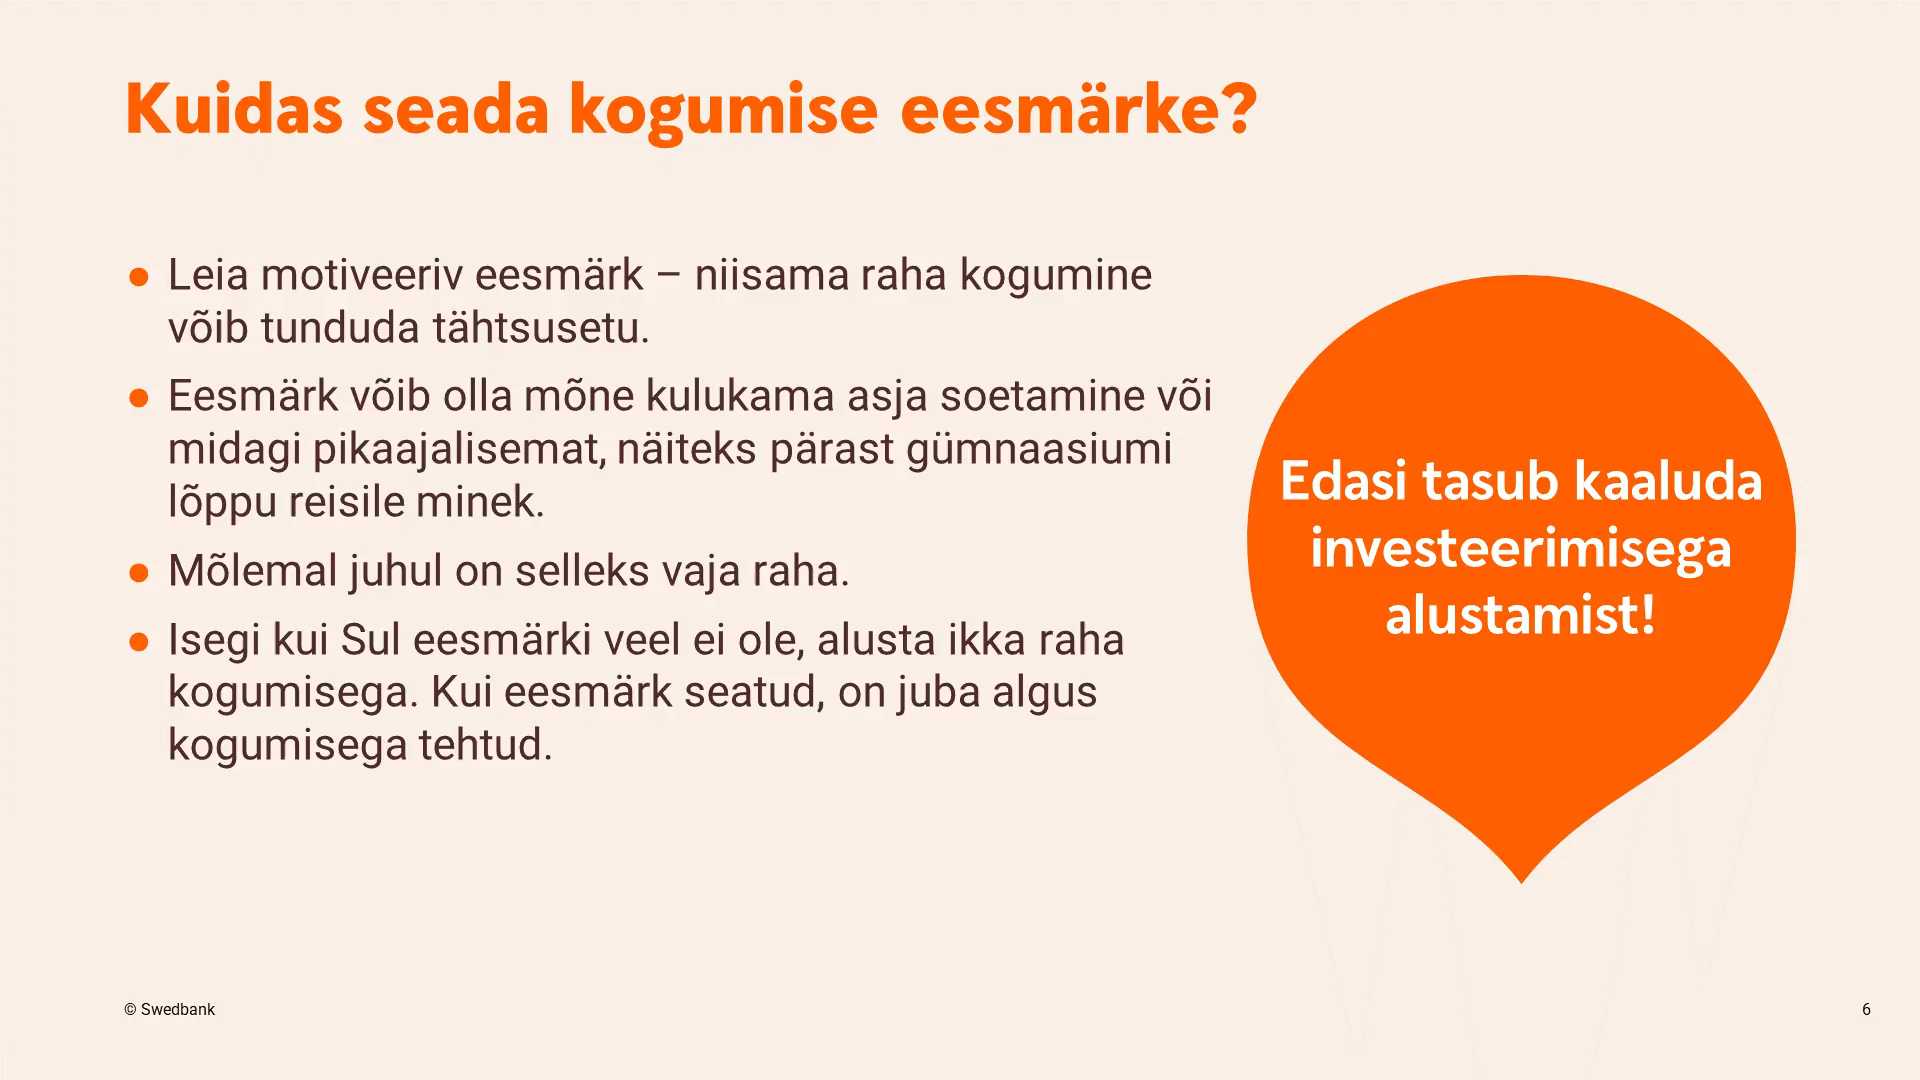 Kuidas seada kogumise eesmärke?
● Leia motiveeriv eesmärk – niisama raha kogumine
võib tunduda tähtsusetu.
● Eesmärk võib olla mõne kulukama asja soetamine või
midagi pikaajalisemat, näiteks pärast gümnaasiumi
lõppu reisile minek.
● Mõlemal juhul on selleks vaja raha.
● Isegi kui Sul eesmärki veel ei ole, alusta ikka raha
kogumisega. Kui eesmärk seatud, on juba algus
kogumisega tehtud.
Edasi tasub kaaluda
investeerimisega
alustamist!
© Swedbank
6